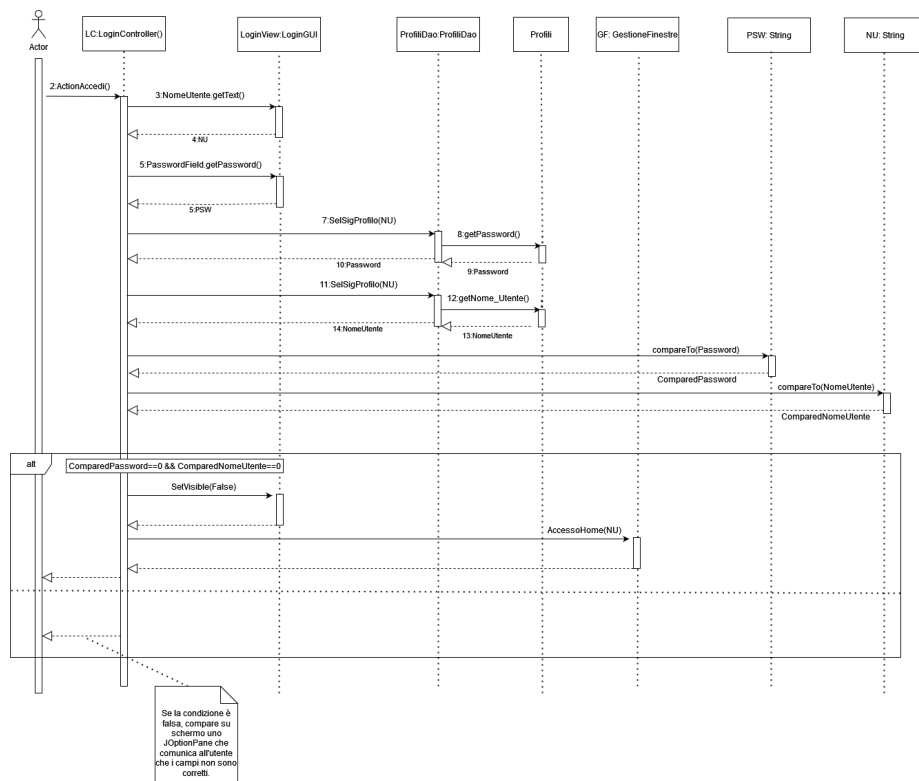 LC:LoginController()
LoginView:LoginGUI
ProfiliDao:ProfiliDao
Profili
GF: GestioneFinestre
PSW: String
NU: String
Actor
2:ActionAccedi()
3:NomeUtente.getText()
4:NU
5:PasswordField.getPassword()
5:PSW
7:SelSigProfilo(NU)
8:getPassword()
9:Password
10:Password
11:SelSigProfilo(NU)
12:getNome_Utente()
13:NomeUtente
14:NomeUtente
compareTo(Password)
ComparedPassword
compareTo(NomeUtente)
ComparedNomeUtente
alt
ComparedPassword==0 && ComparedNomeUtente==0
SetVisible(False)
AccessoHome(NU)
Se la condizione è
falsa, compare su
schermo uno
JOptionPane che
comunica all'utente
che i campi non sono
corretti.